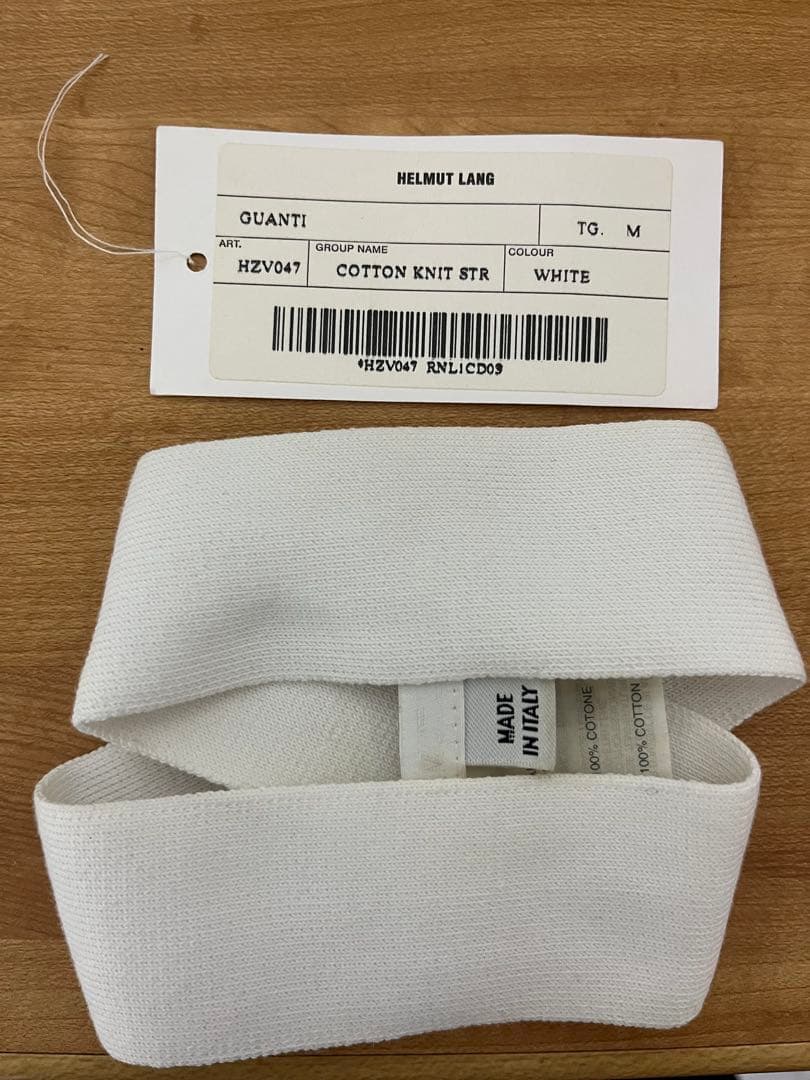 HELMUT LANG
GUANTI
TG. M
ART.
HZV047
GROUP NAME
COTTON KNIT STR
COLOUR
WHITE
*HZV047 RNL1CD09
MADE
IN ITALY
100% COTONE
100% COTTON